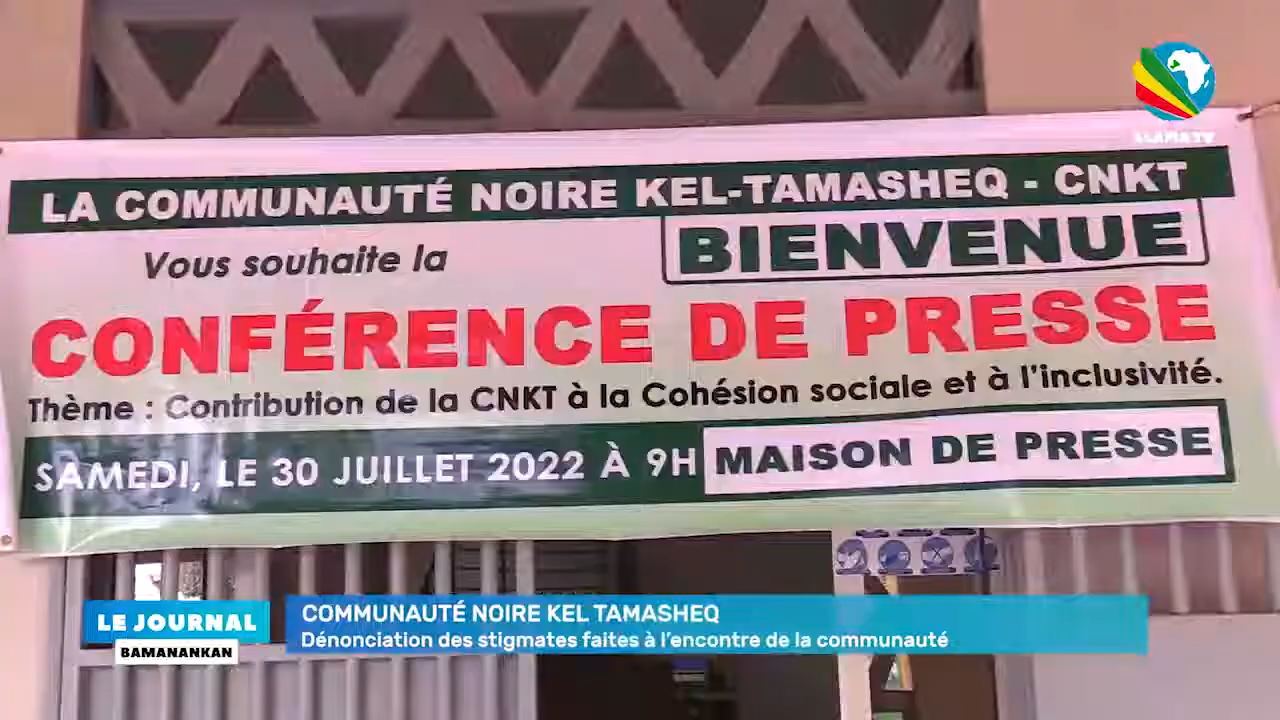 LA COMMUNAUTÉ NOIRE KEL-TAMASHEQ - CNKT
Vous souhaite la
BIENVENUE
CONFÉRENCE DE PRESSE
Thème : Contribution de la CNKT à la Cohésion sociale et à l'inclusivité.
SAMEDI, LE 30 JUILLET 2022 À 9H MAISON DE PRESSE
LE JOURNAL
BAMANANKAN
COMMUNAUTÉ NOIRE KEL TAMASHEQ
Dénonciation des stigmates faites à l'encontre de la communauté